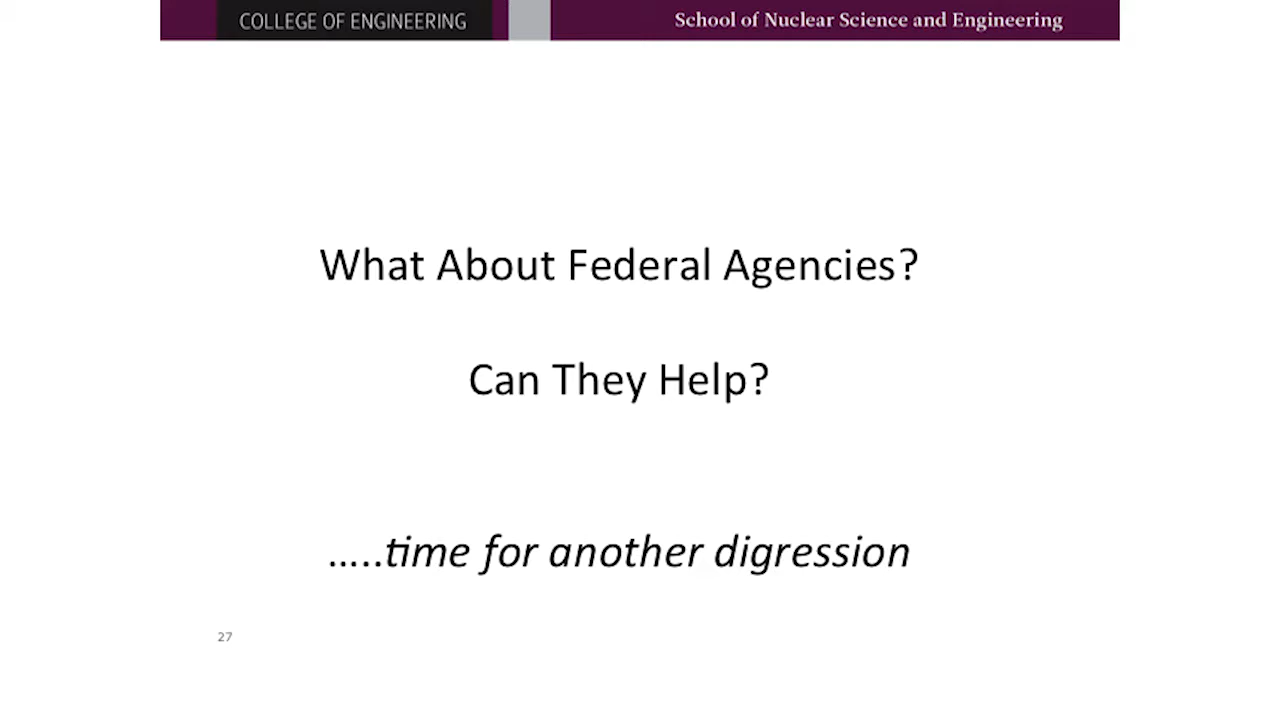 COLLEGE OF ENGINEERING School of Nuclear Science and Engineering
What About Federal Agencies?
Can They Help?
…..time for another digression
27